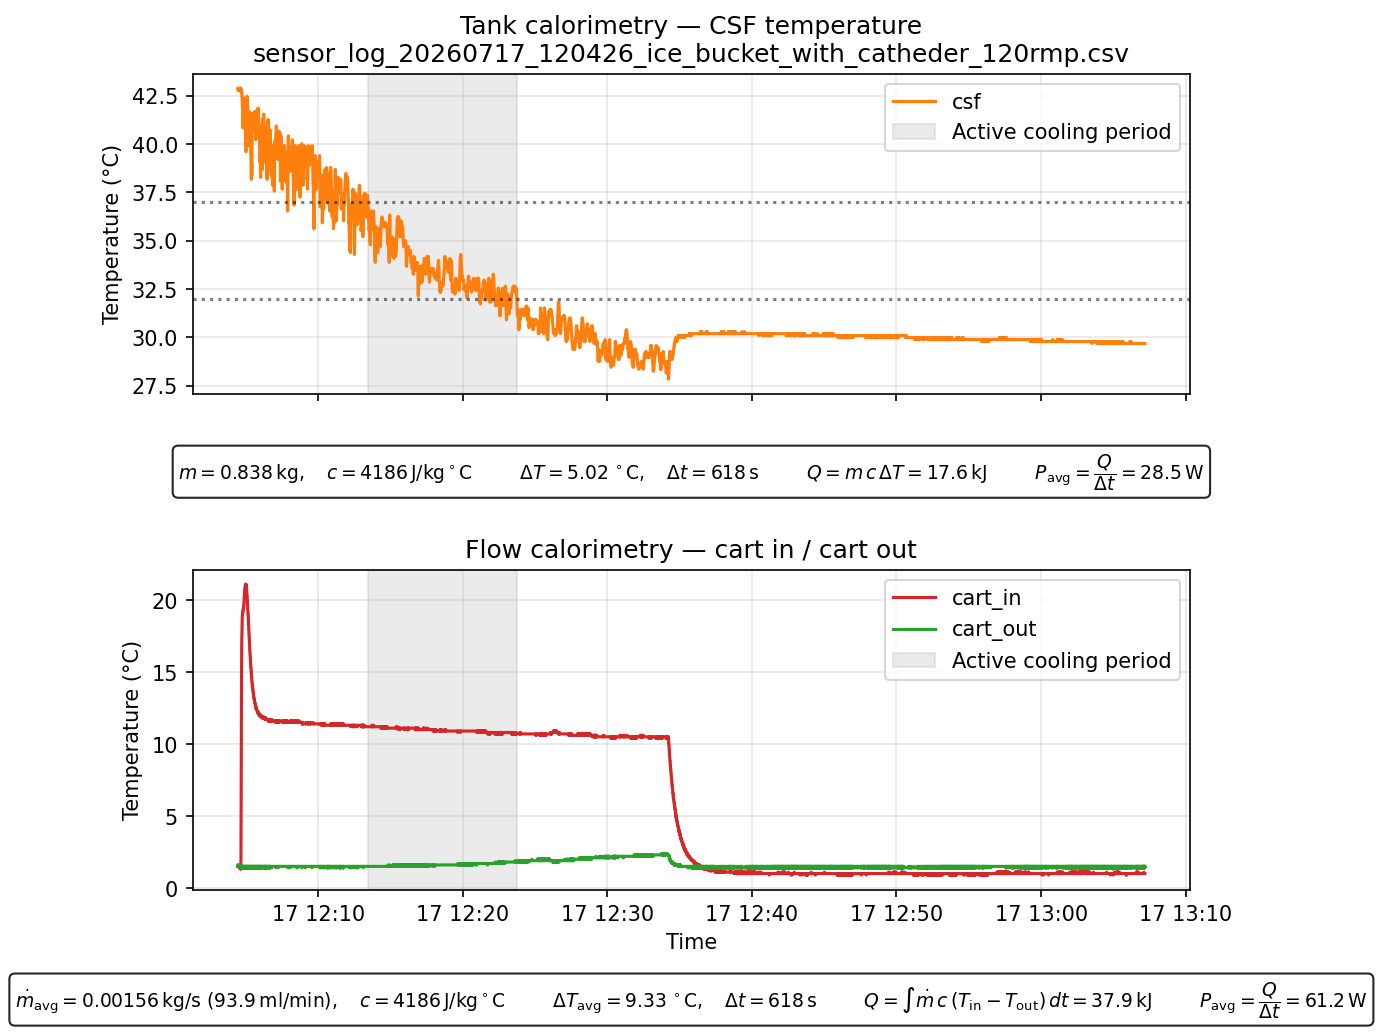 Tank calorimetry — CSF temperature
sensor_log_20260717_120426_ice_bucket_with_catheder_120rmp.csv
Temperature (°C)
42.5
40.0
37.5
35.0
32.5
30.0
27.5
csf
Active cooling period
m = 0.838 kg, c = 4186 J/kg°C ΔT = 5.02 °C, Δt = 618 s Q = m c ΔT = 17.6 kJ P_avg = Q/Δt = 28.5 W
Flow calorimetry — cart in / cart out
Temperature (°C)
20
15
10
5
0
cart_in
cart_out
Active cooling period
17 12:10 17 12:20 17 12:30 17 12:40 17 12:50 17 13:00 17 13:10
Time
ṁ_avg = 0.00156 kg/s (93.9 ml/min), c = 4186 J/kg°C ΔT_avg = 9.33 °C, Δt = 618 s Q = ∫ṁ c (T_in − T_out) dt = 37.9 kJ P_avg = Q/Δt = 61.2 W